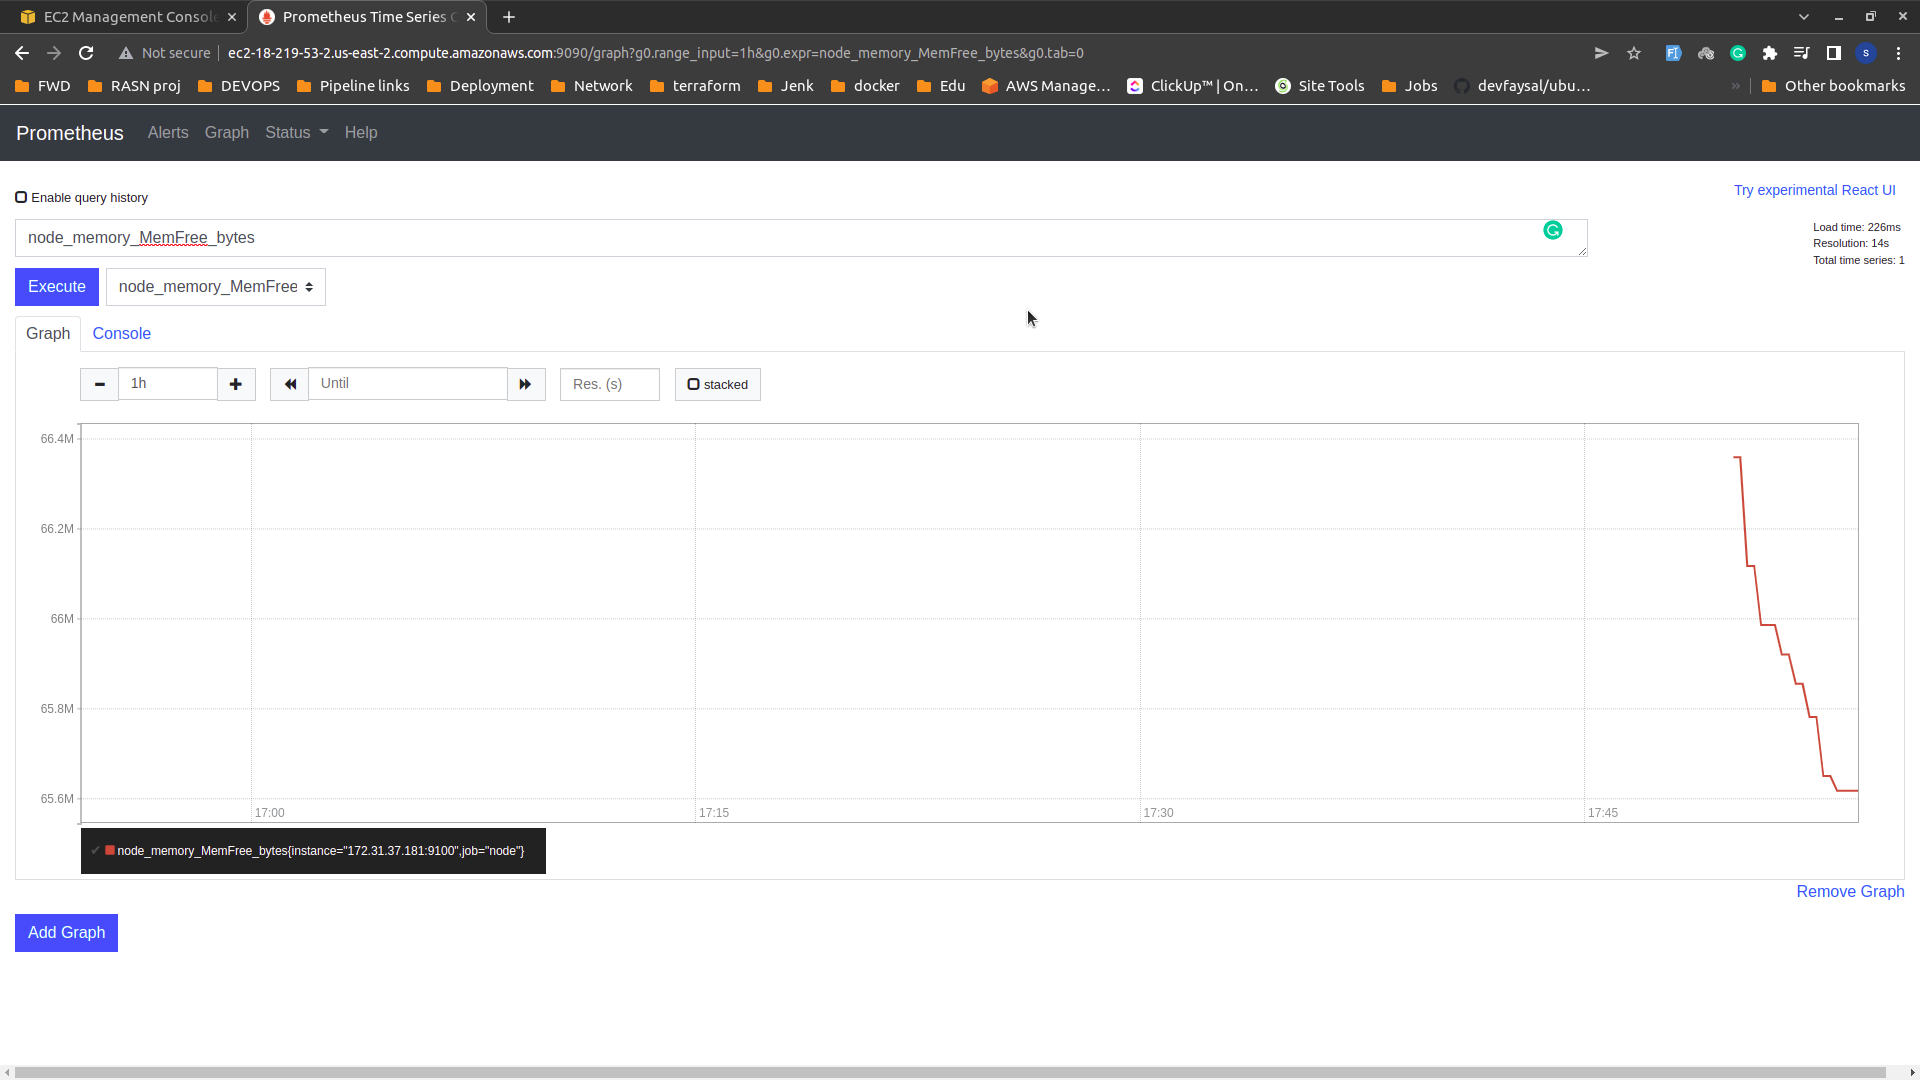 EC2 Management Consol
Prometheus Time Series C
Not secure
ec2-18-219-53-2.us-east-2.compute.amazonaws.com:9090/graph?g0.range_input=1h&g0.expr=node_memory_MemFree_bytes&g0.tab=0
S
FWD RASN proj DEVOPS Pipeline links Deployment Network terraform Jenk docker Edu AWS Manage... ClickUp™ | On... Site Tools Jobs devfaysal/ubu... » Other bookmarks
Prometheus Alerts Graph Status Help
Enable query history
Try experimental React UI
node_memory_MemFree_bytes
Load time: 226ms
Resolution: 14s
Total time series: 1
Execute node_memory_MemFree
Graph Console
1h Until Res. (s) stacked
66.4M
66.2M
66M
65.8M
65.6M
17:00 17:15 17:30 17:45
✔ node_memory_MemFree_bytes{instance="172.31.37.181:9100",job="node"}
Remove Graph
Add Graph